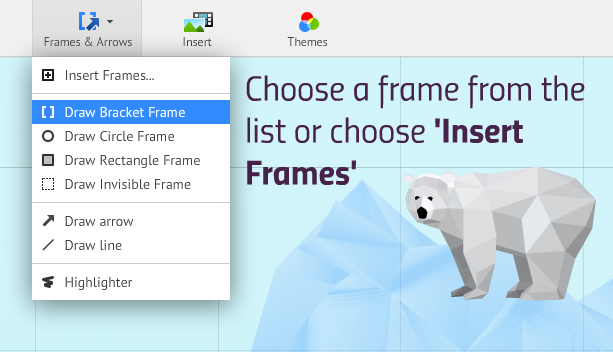 Frames & Arrows
Insert
Themes
Insert Frames...
Draw Bracket Frame
Draw Circle Frame
Draw Rectangle Frame
Draw Invisible Frame
Draw arrow
Draw line
Highlighter
Choose a frame from the
list or choose 'Insert
Frames'